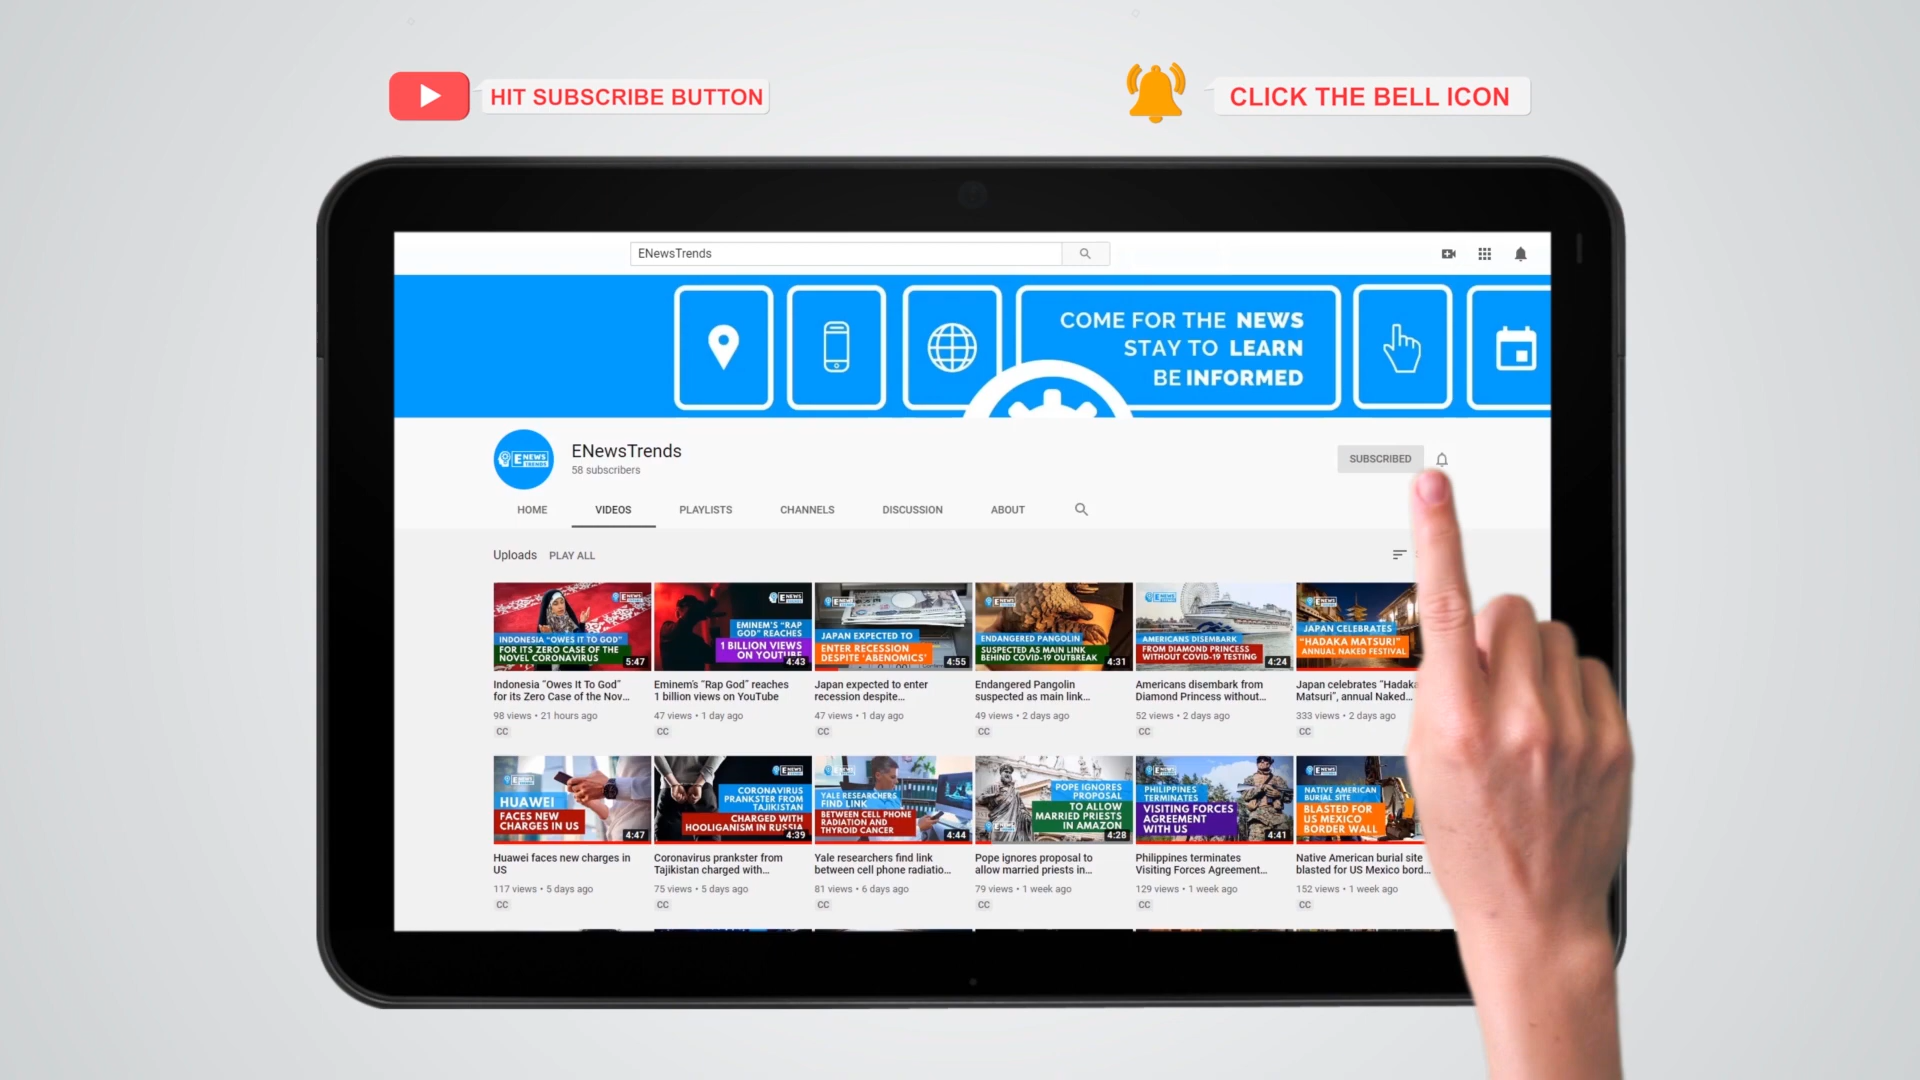 HIT SUBSCRIBE BUTTON
CLICK THE BELL ICON
ENewsTrends
COME FOR THE NEWS
STAY TO LEARN
BE INFORMED
E NEWS
TRENDS
ENewsTrends
58 subscribers
SUBSCRIBED
HOME VIDEOS PLAYLISTS CHANNELS DISCUSSION ABOUT
Uploads PLAY ALL
INDONESIA "OWES IT TO GOD"
FOR ITS ZERO CASE OF THE
NOVEL CORONAVIRUS
5:47
EMINEM'S "RAP
GOD" REACHES
1 BILLION VIEWS
ON YOUTUBE
4:43
JAPAN EXPECTED TO
ENTER RECESSION
DESPITE 'ABENOMICS'
4:55
ENDANGERED PANGOLIN
SUSPECTED AS MAIN LINK
BEHIND COVID-19 OUTBREAK
4:31
AMERICANS DISEMBARK
FROM DIAMOND PRINCESS
WITHOUT COVID-19 TESTING
4:24
JAPAN CELEBRATES
"HADAKA MATSURI"
ANNUAL NAKED FESTIVAL
Indonesia "Owes It To God"
for its Zero Case of the Nov...
98 views • 21 hours ago
CC
Eminem's "Rap God" reaches
1 billion views on YouTube
47 views • 1 day ago
CC
Japan expected to enter
recession despite...
47 views • 1 day ago
CC
Endangered Pangolin
suspected as main link...
49 views • 2 days ago
CC
Americans disembark from
Diamond Princess without...
52 views • 2 days ago
CC
Japan celebrates "Hadaka
Matsuri", annual Naked...
333 views • 2 days ago
CC
HUAWEI
FACES NEW
CHARGES IN US
4:47
CORONAVIRUS
PRANKSTER FROM
TAJIKISTAN
CHARGED WITH
HOOLIGANISM IN RUSSIA
4:39
YALE RESEARCHERS
FIND LINK
BETWEEN CELL PHONE
RADIATION AND
THYROID CANCER
4:44
POPE IGNORES
PROPOSAL
TO ALLOW
MARRIED PRIESTS
IN AMAZON
4:28
PHILIPPINES
TERMINATES
VISITING FORCES
AGREEMENT
WITH US
4:41
NATIVE AMERICAN
BURIAL SITE
BLASTED FOR
US MEXICO
BORDER WALL
Huawei faces new charges in
US
117 views • 5 days ago
CC
Coronavirus prankster from
Tajikistan charged with...
75 views • 5 days ago
CC
Yale researchers find link
between cell phone radiatio...
81 views • 6 days ago
CC
Pope ignores proposal to
allow married priests in...
79 views • 1 week ago
CC
Philippines terminates
Visiting Forces Agreement...
129 views • 1 week ago
CC
Native American burial site
blasted for US Mexico bord...
152 views • 1 week ago
CC